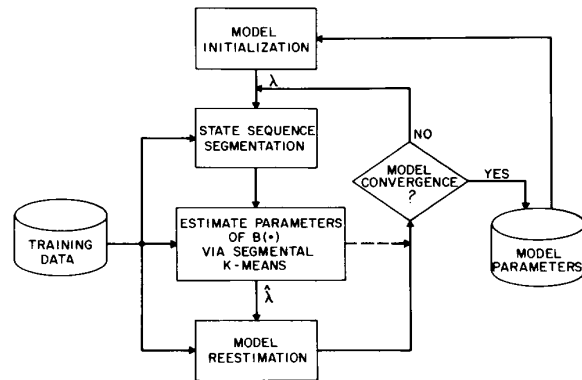 MODEL
INITIALIZATION
λ
NO
STATE SEQUENCE
SEGMENTATION
MODEL
CONVERGENCE
?
YES
TRAINING
DATA
ESTIMATE PARAMETERS
OF B(•)
VIA SEGMENTAL
K-MEANS
MODEL
PARAMETERS
λ̂
MODEL
REESTIMATION